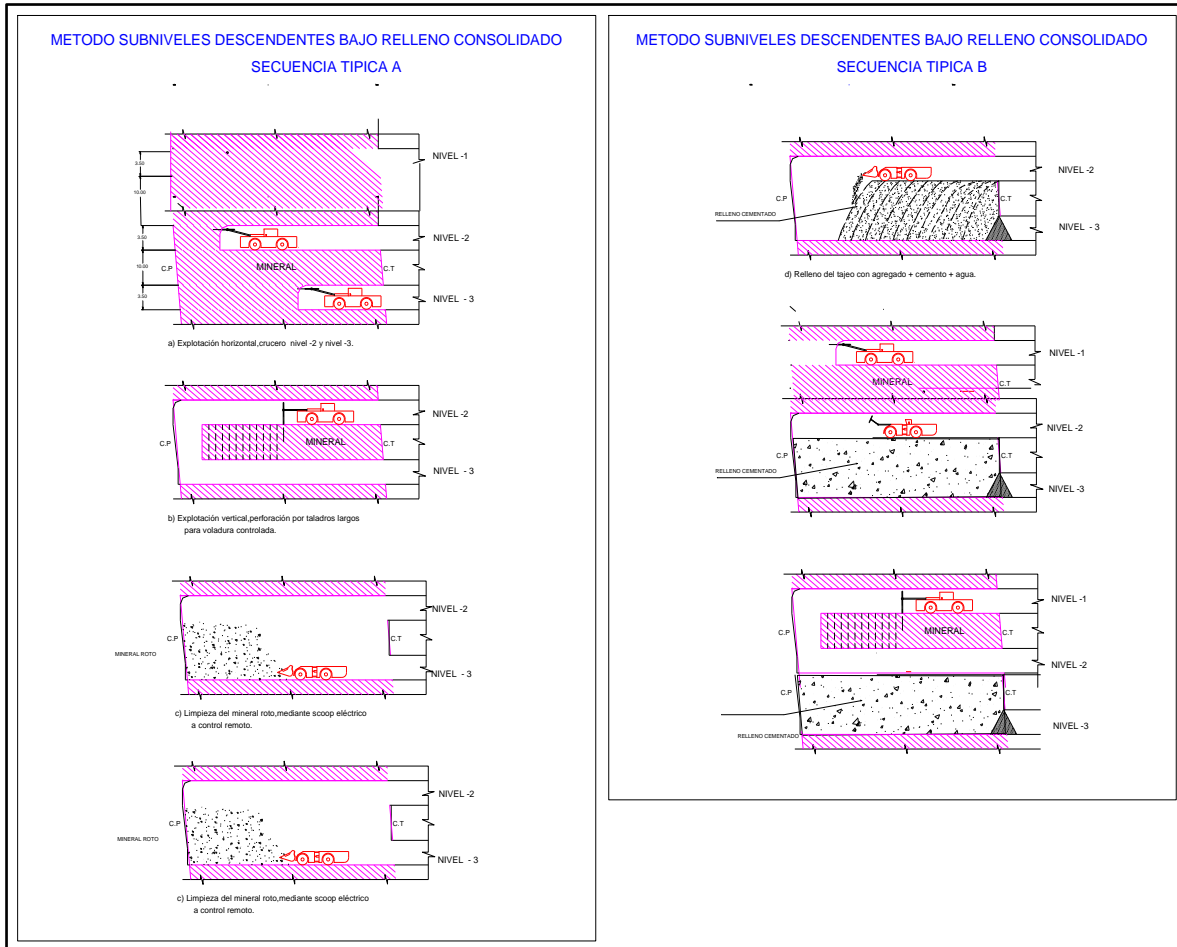 METODO SUBNIVELES DESCENDENTES BAJO RELLENO CONSOLIDADO
SECUENCIA TIPICA A
NIVEL -1
3.50
10.00
3.50
10.00
3.50
NIVEL -2
C.P
MINERAL
C.T
NIVEL - 3
a) Explotación horizontal,crucero nivel -2 y nivel -3.
NIVEL -2
C.P
MINERAL
C.T
NIVEL - 3
b) Explotación vertical,perforación por taladros largos
para voladura controlada.
NIVEL -2
C.P
C.T
MINERAL ROTO
NIVEL - 3
c) Limpieza del mineral roto,mediante scoop eléctrico
a control remoto.
NIVEL -2
C.P
C.T
MINERAL ROTO
NIVEL - 3
c) Limpieza del mineral roto,mediante scoop eléctrico
a control remoto.
METODO SUBNIVELES DESCENDENTES BAJO RELLENO CONSOLIDADO
SECUENCIA TIPICA B
NIVEL -2
C.P
C.T
RELLENO CEMENTADO
NIVEL - 3
d) Relleno del tajeo con agregado + cemento + agua.
NIVEL -1
MINERAL
C.T
NIVEL -2
C.P
C.T
RELLENO CEMENTADO
NIVEL -3
NIVEL -1
C.P
MINERAL
C.T
NIVEL -2
C.P
C.T
NIVEL -3
RELLENO CEMENTADO